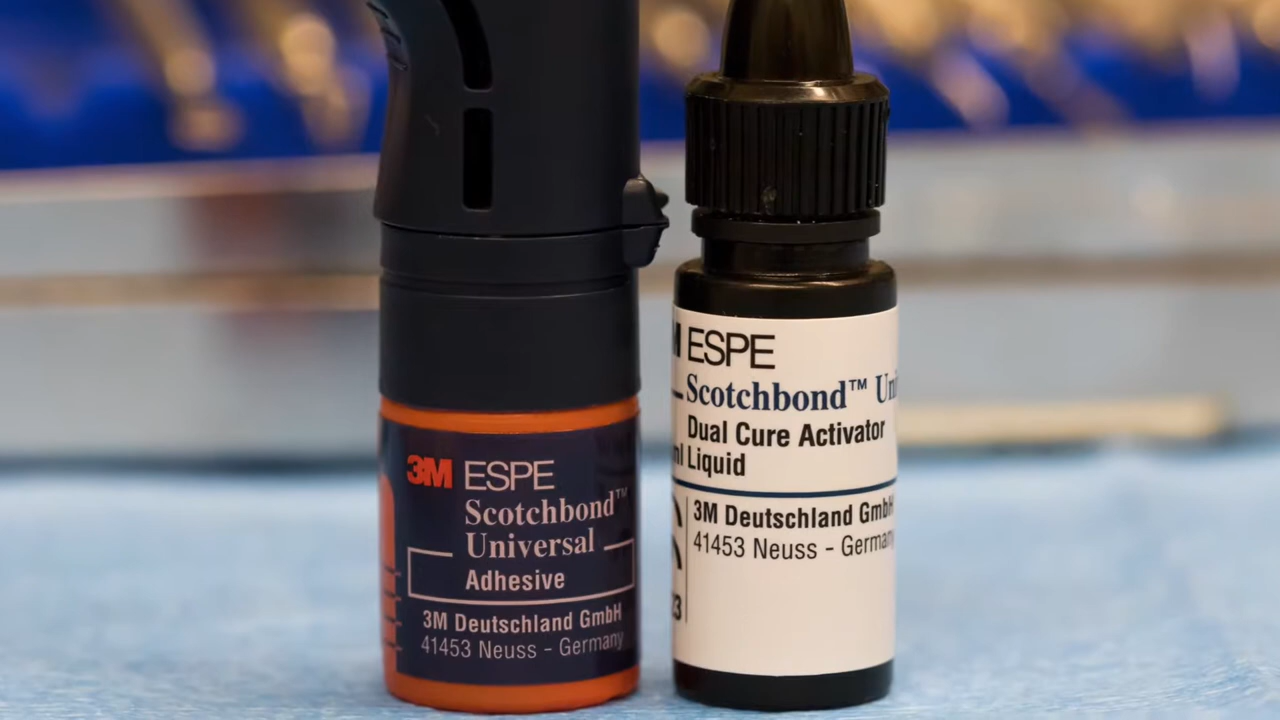 3M ESPE
Scotchbond™
Universal
Adhesive
3M Deutschland GmbH
41453 Neuss - Germany
ESPE
Scotchbond™ Un
Dual Cure Activator
ml Liquid
3M Deutschland GmbH
41453 Neuss - German